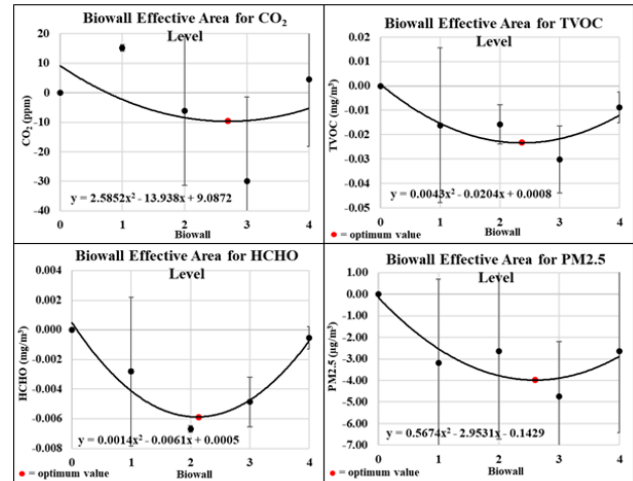 Biowall Effective Area for CO₂
Level
20
10
0
-10
-20
-30
-40
CO₂ (ppm)
y = 2.5852x² - 13.938x + 9.0872
0 1 2 3 4
Biowall
Biowall Effective Area for TVOC
Level
0.02
0.01
0.00
-0.01
-0.02
-0.03
-0.04
-0.05
TVOC (mg/m³)
y = 0.0043x² - 0.0204x + 0.0008
0 1 2 3 4
Biowall
= optimum value
Biowall Effective Area for HCHO
Level
0.004
0.002
0.000
-0.002
-0.004
-0.006
-0.008
HCHO (mg/m³)
y = 0.0014x² - 0.0061x + 0.0005
0 1 2 3 4
Biowall
= optimum value
Biowall Effective Area for PM2.5
Level
1.00
0.00
-1.00
-2.00
-3.00
-4.00
-5.00
-6.00
-7.00
PM2.5 (µg/m³)
y = 0.5674x² - 2.9531x - 0.1429
0 1 2 3 4
Biowall
= optimum value